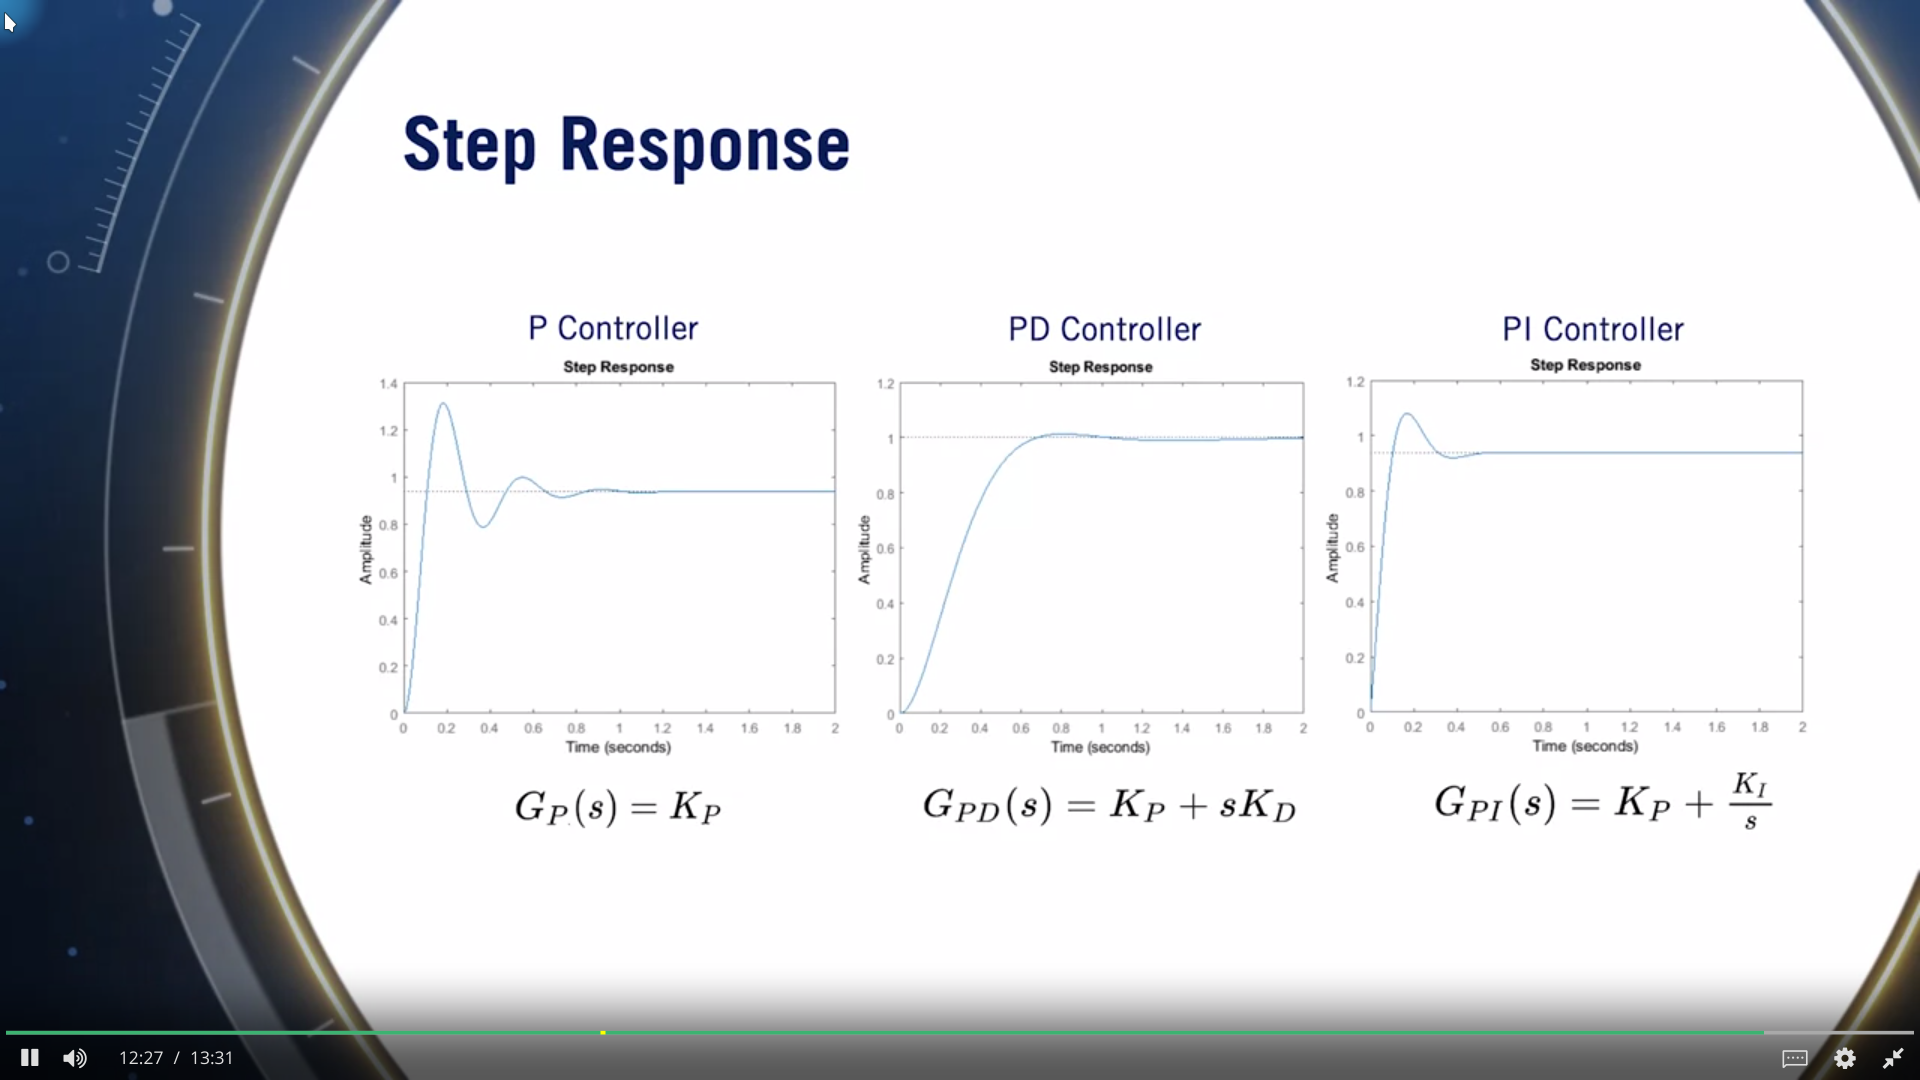 Step Response
P Controller
Step Response
1.4
1.2
1
0.8
0.6
0.4
0.2
0
Amplitude
0 0.2 0.4 0.6 0.8 1 1.2 1.4 1.6 1.8 2
Time (seconds)
G_P(s) = K_P
PD Controller
Step Response
1.2
1
0.8
0.6
0.4
0.2
0
Amplitude
0 0.2 0.4 0.6 0.8 1 1.2 1.4 1.6 1.8 2
Time (seconds)
G_{PD}(s) = K_P + sK_D
PI Controller
Step Response
1.2
1
0.8
0.6
0.4
0.2
0
Amplitude
0 0.2 0.4 0.6 0.8 1 1.2 1.4 1.6 1.8 2
Time (seconds)
G_{PI}(s) = K_P + \frac{K_I}{s}
12:27 / 13:31